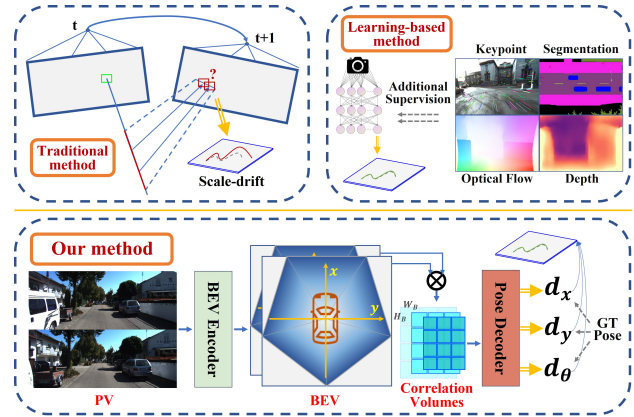 t
t+1
?
Traditional
method
Scale-drift
Learning-based
method
Additional
Supervision
Keypoint
Segmentation
Optical Flow
Depth
Our method
PV
BEV Encoder
x
y
BEV
W_B
H_B
Correlation
Volumes
Pose Decoder
d_x
d_y
d_θ
GT
Pose